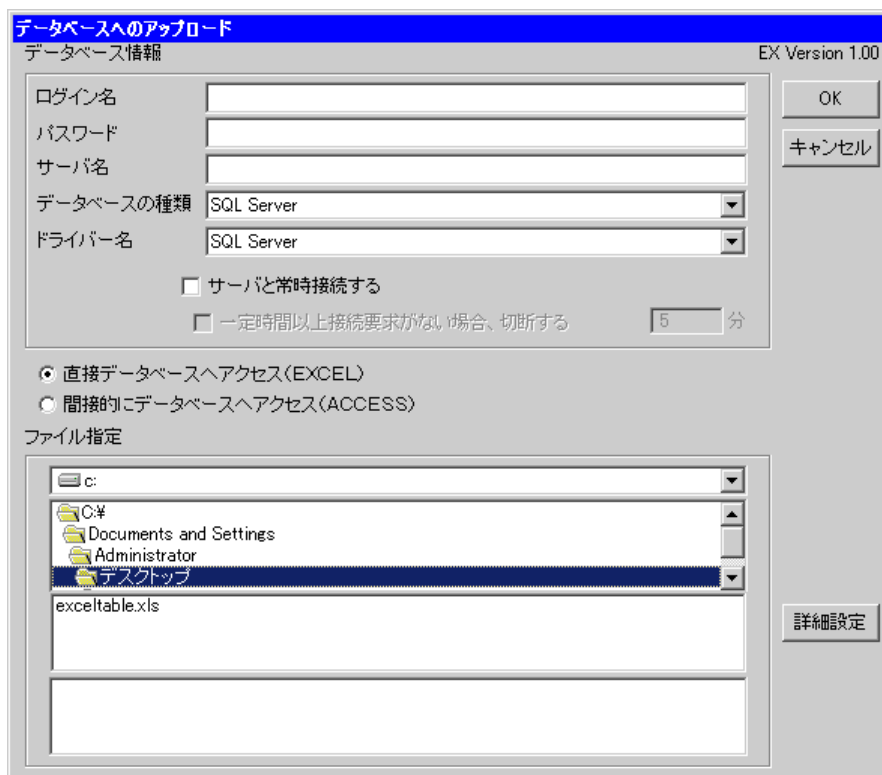 データベースへのアップロード
データベース情報
EX Version 1.00
ログイン名
OK
パスワード
キャンセル
サーバ名
データベースの種類 SQL Server
ドライバー名 SQL Server
サーバと常時接続する
一定時間以上接続要求がない場合、切断する 5 分
直接データベースへアクセス(EXCEL)
間接的にデータベースへアクセス(ACCESS)
ファイル指定
c:
C:¥
Documents and Settings
Administrator
デスクトップ
exceltable.xls
詳細設定